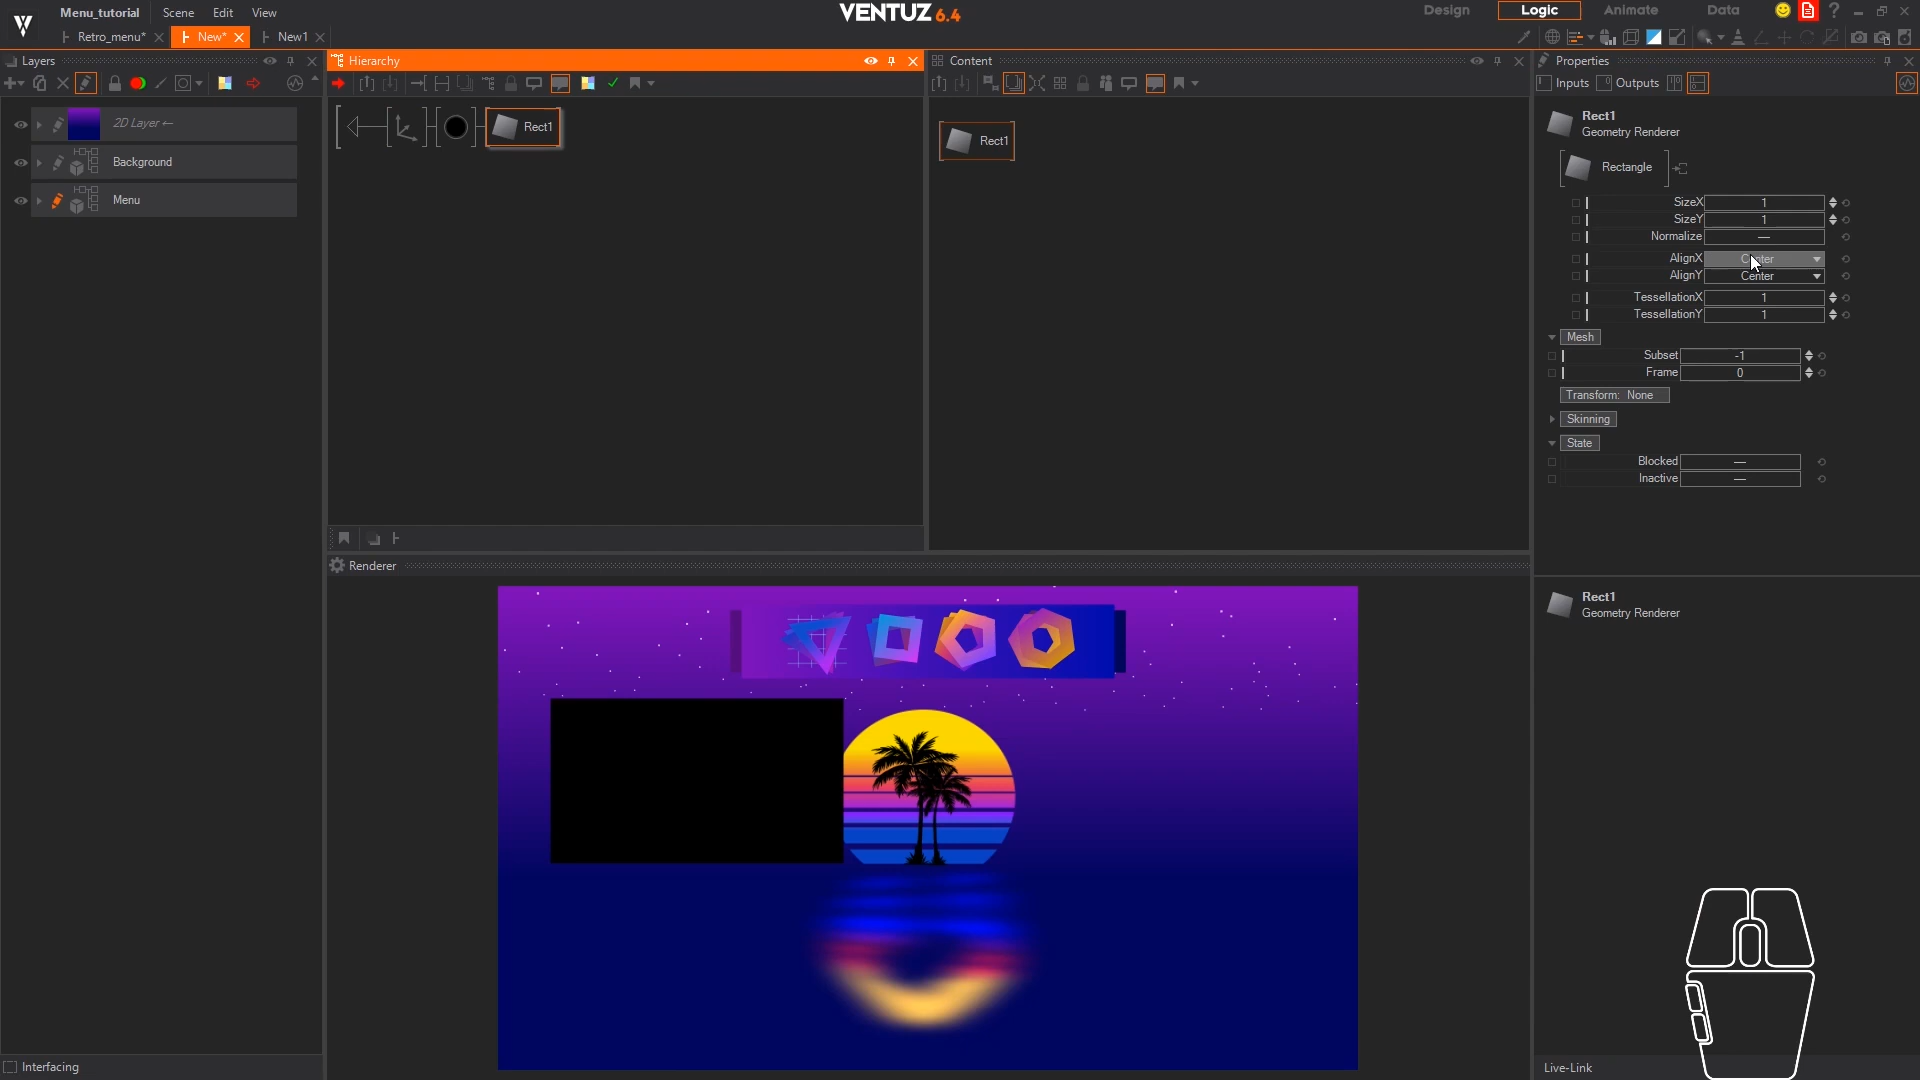 Menu_tutorial Scene Edit View
VENTUZ 6.4
Design Logic Animate Data
Retro_menu* New* New1
Layers
Hierarchy
Content
Properties
Inputs Outputs
2D Layer
Background
Menu
Rect1
Rect1
Rect1
Geometry Renderer
Rectangle
SizeX 1
SizeY 1
Normalize —
AlignX Center
AlignY Center
TessellationX 1
TessellationY 1
Mesh
Subset -1
Frame 0
Transform: None
Skinning
State
Blocked —
Inactive —
Renderer
Rect1
Geometry Renderer
Interfacing
Live-Link